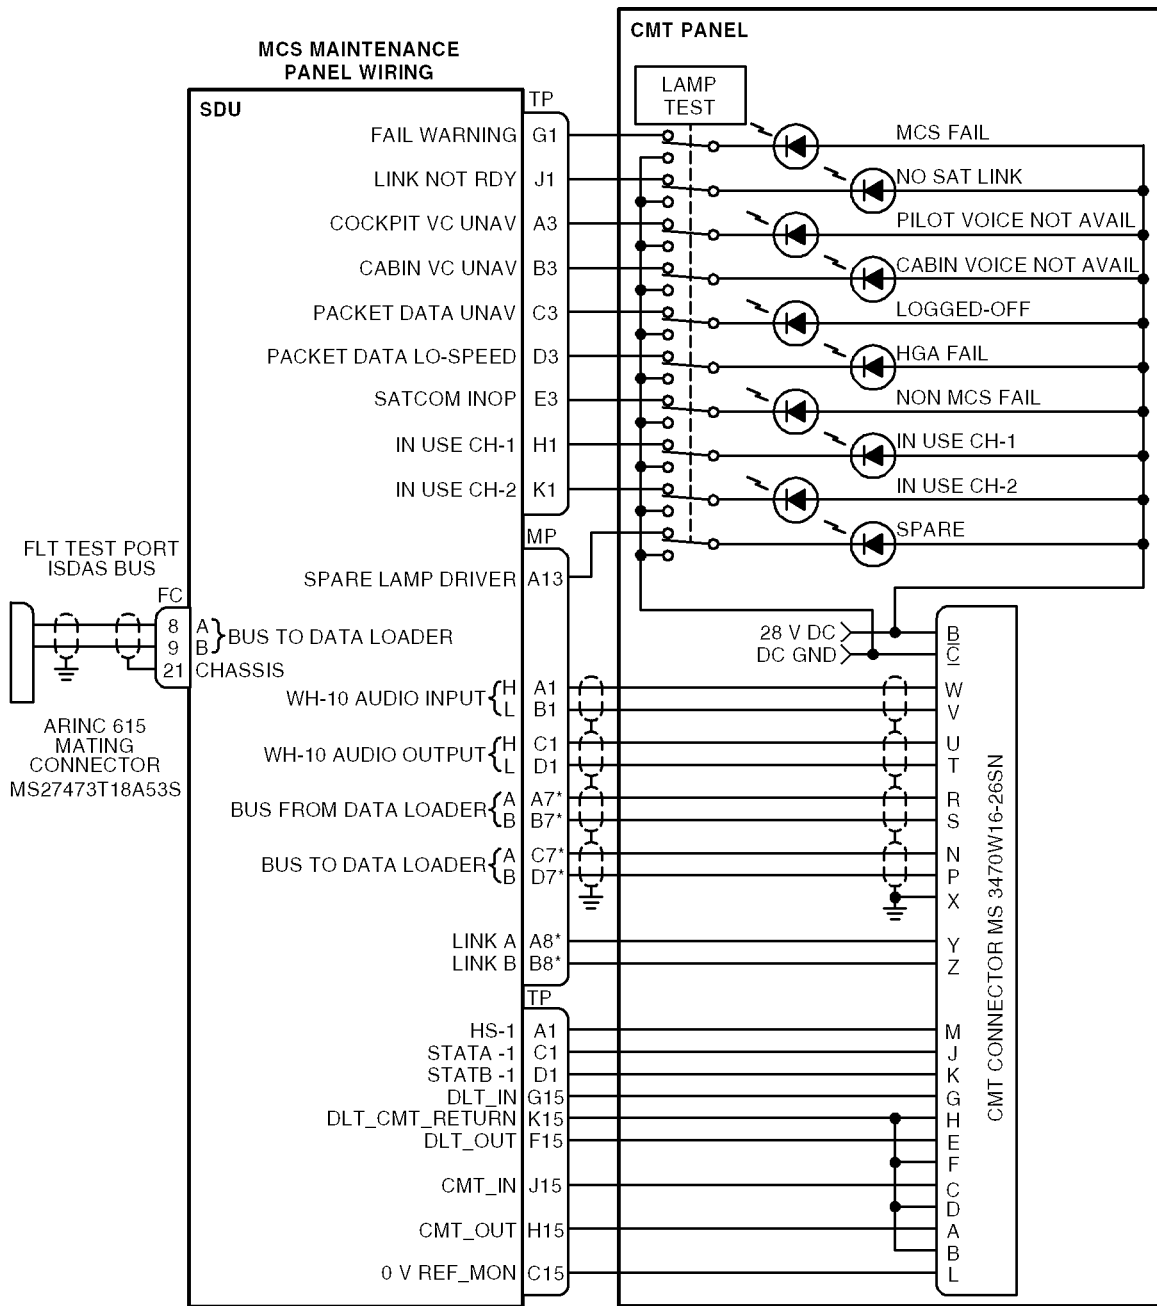 CMT PANEL
MCS MAINTENANCE
PANEL WIRING
SDU
TP
LAMP
TEST
FAIL WARNING G1 MCS FAIL
LINK NOT RDY J1 NO SAT LINK
COCKPIT VC UNAV A3 PILOT VOICE NOT AVAIL
CABIN VC UNAV B3 CABIN VOICE NOT AVAIL
PACKET DATA UNAV C3 LOGGED-OFF
PACKET DATA LO-SPEED D3 HGA FAIL
SATCOM INOP E3 NON MCS FAIL
IN USE CH-1 H1 IN USE CH-1
IN USE CH-2 K1 IN USE CH-2
MP
SPARE
SPARE LAMP DRIVER A13
FLT TEST PORT
ISDAS BUS
FC
8 A
9 B
BUS TO DATA LOADER
21 CHASSIS
ARINC 615
MATING
CONNECTOR
MS27473T18A53S
28 V DC B
DC GND C
WH-10 AUDIO INPUT
H A1 W
L B1 V
WH-10 AUDIO OUTPUT
H C1 U
L D1 T
BUS FROM DATA LOADER
A A7* R
B B7* S
BUS TO DATA LOADER
A C7* N
B D7* P
X
LINK A A8* Y
LINK B B8* Z
TP
HS-1 A1 M
STATA -1 C1 J
STATB -1 D1 K
DLT_IN G15 G
DLT_CMT_RETURN K15 H
DLT_OUT F15 E
F
CMT_IN J15 C
D
CMT_OUT H15 A
B
0 V REF_MON C15 L
CMT CONNECTOR MS 3470W16-26SN